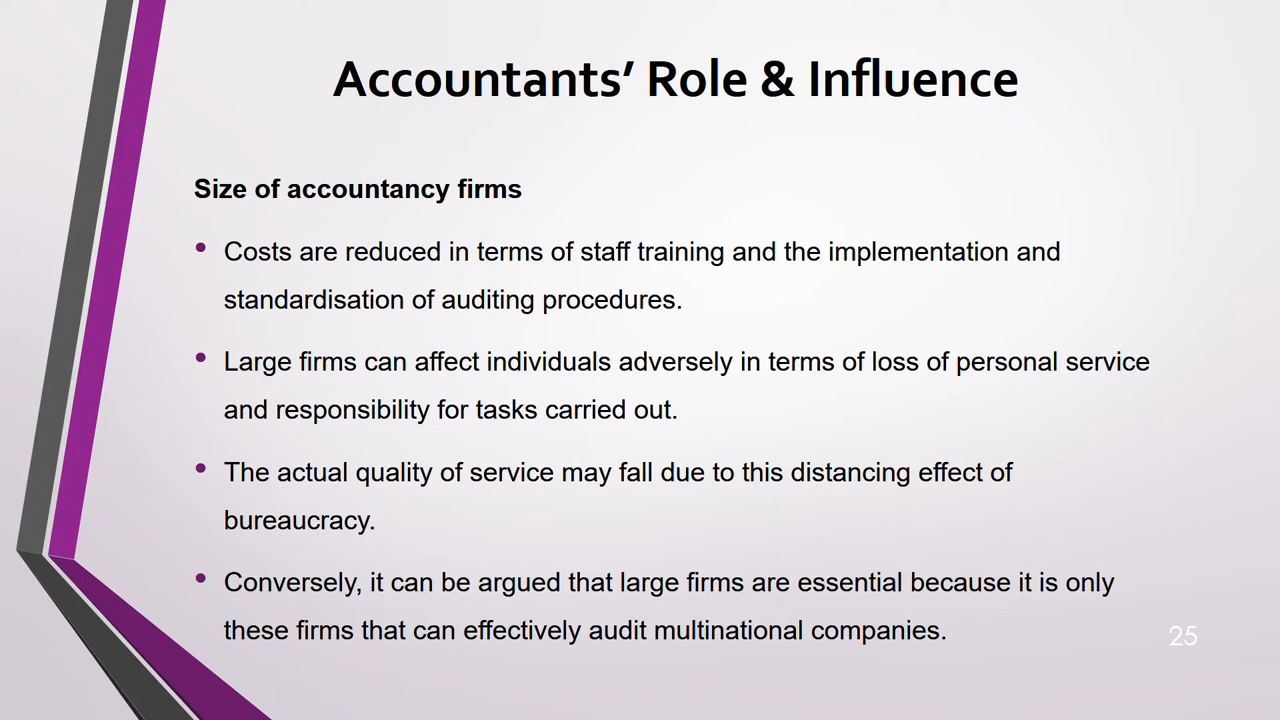 Accountants’ Role & Influence
Size of accountancy firms
• Costs are reduced in terms of staff training and the implementation and
standardisation of auditing procedures.
• Large firms can affect individuals adversely in terms of loss of personal service
and responsibility for tasks carried out.
• The actual quality of service may fall due to this distancing effect of
bureaucracy.
• Conversely, it can be argued that large firms are essential because it is only
these firms that can effectively audit multinational companies.
25